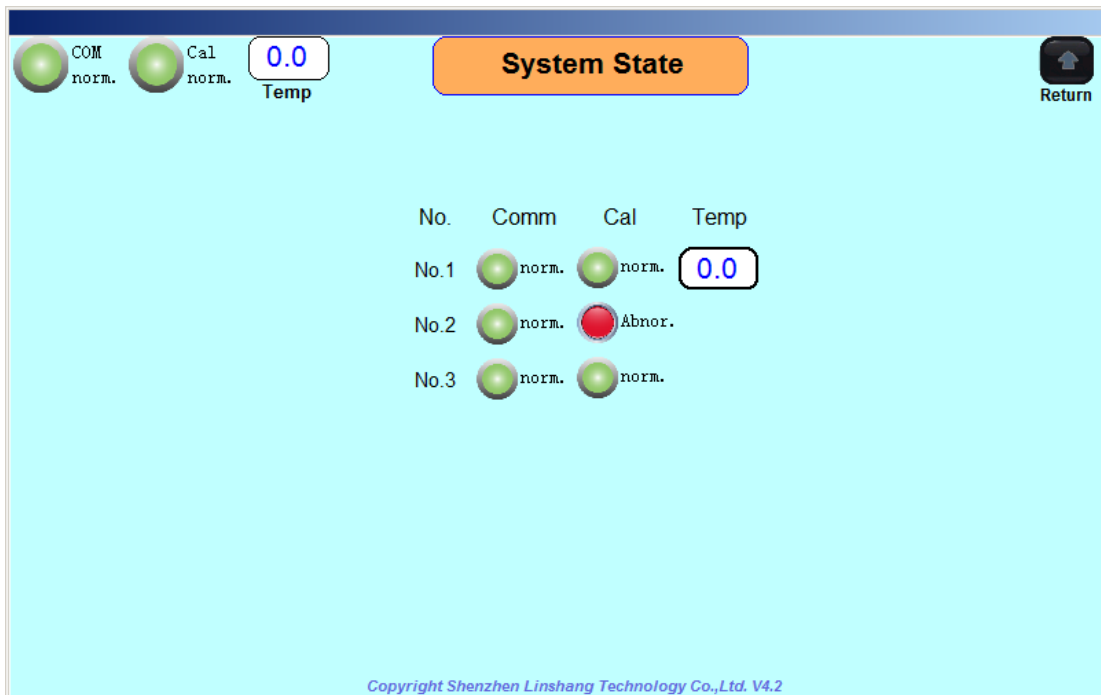 COM norm. Cal norm. 0.0 Temp
System State
Return
No. Comm Cal Temp
No.1 norm. norm. 0.0
No.2 norm. Abnor.
No.3 norm. norm.
Copyright Shenzhen Linshang Technology Co.,Ltd. V4.2